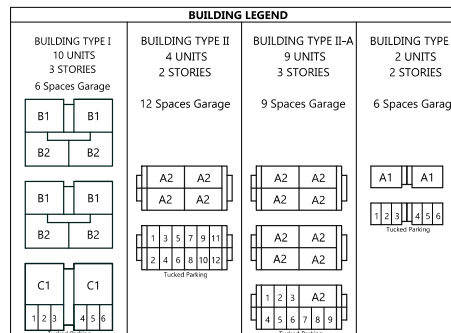 BUILDING LEGEND
BUILDING TYPE I
10 UNITS
3 STORIES
6 Spaces Garage
B1 B1
B2 B2
B1 B1
B2 B2
C1 C1
1 2 3 4 5 6
Tucked Parking
BUILDING TYPE II
4 UNITS
2 STORIES
12 Spaces Garage
A2 A2
A2 A2
1 3 5 7 9 11
2 4 6 8 10 12
Tucked Parking
BUILDING TYPE II-A
9 UNITS
3 STORIES
9 Spaces Garage
A2 A2
A2 A2
A2 A2
A2 A2
1 2 3 A2
4 5 6 7 8 9
Tucked Parking
BUILDING TYPE
2 UNITS
2 STORIES
6 Spaces Garag
A1 A1
1 2 3 4 5 6
Tucked Parking